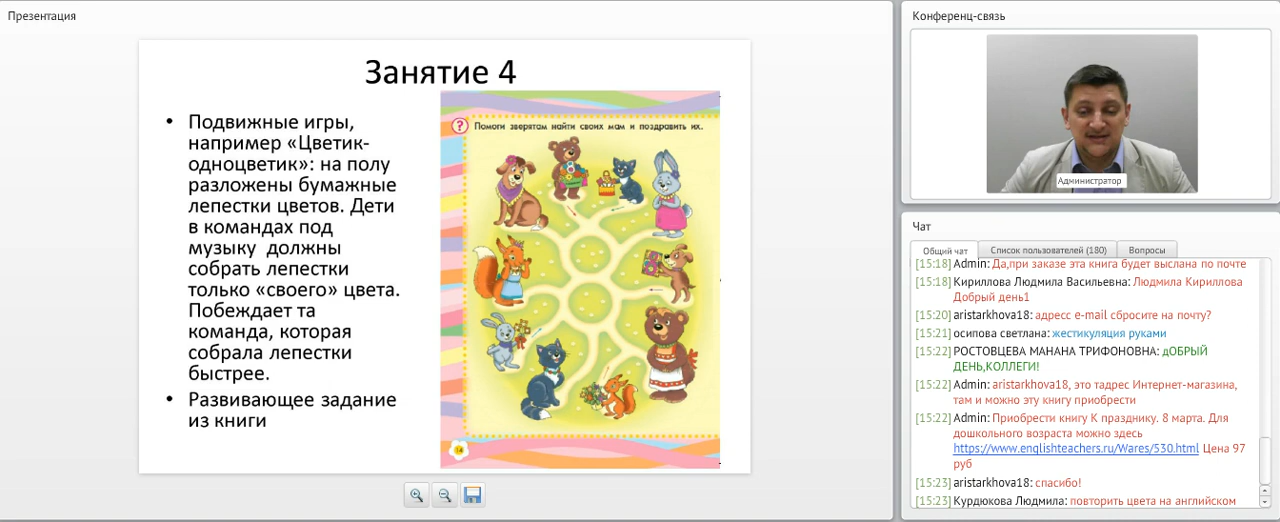 Презентация
Занятие 4
• Подвижные игры,
например «Цветик-
одноцветик»: на полу
разложены бумажные
лепестки цветов. Дети
в командах под
музыку должны
собрать лепестки
только «своего» цвета.
Побеждает та
команда, которая
собрала лепестки
быстрее.
• Развивающее задание
из книги
? Помоги зверятам найти своих мам и поздравить их.
14
Конференц-связь
Администратор
Чат
Общий чат Список пользователей (180) Вопросы
[15:18] Admin: Да,при заказе эта книга будет выслана по почте
[15:18] Кириллова Людмила Васильевна: Людмила Кириллова
Добрый день1
[15:20] aristarkhova18: адресс e-mail сбросите на почту?
[15:21] осипова светлана: жестикуляция руками
[15:22] РОСТОВЦЕВА МАНАНА ТРИФОНОВНА: дОБРЫЙ
ДЕНЬ,КОЛЛЕГИ!
[15:22] Admin: aristarkhova18, это тадрес Интернет-магазина,
там и можно эту книгу приобрести
[15:22] Admin: Приобрести книгу К празднику. 8 марта. Для
дошкольного возраста можно здесь
https://www.englishteachers.ru/Wares/530.html Цена 97
руб
[15:23] aristarkhova18: спасибо!
[15:23] Курдюкова Людмила: повторить цвета на английском